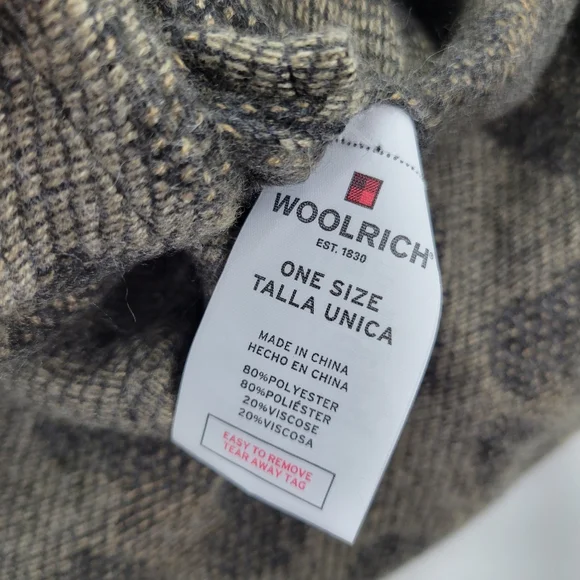 WOOLRICH®
EST. 1830
ONE SIZE
TALLA UNICA
MADE IN CHINA
HECHO EN CHINA
80%POLYESTER
80%POLIÉSTER
20%VISCOSE
20%VISCOSA
EASY TO REMOVE
TEAR AWAY TAG